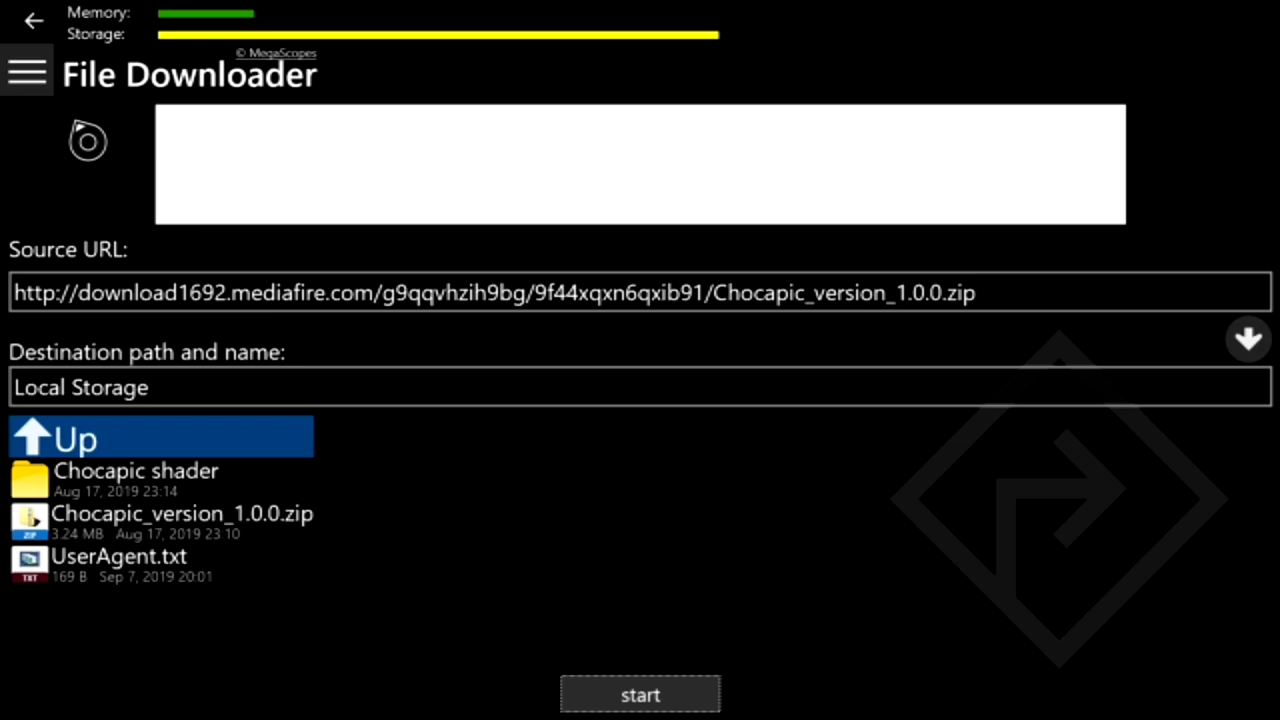 Memory:
Storage:
© MegaScopes
File Downloader
Source URL:
http://download1692.mediafire.com/g9qqvhzih9bg/9f44xqxn6qxib91/Chocapic_version_1.0.0.zip
Destination path and name:
Local Storage
Up
Chocapic shader
Aug 17, 2019 23:14
Chocapic_version_1.0.0.zip
ZIP 3.24 MB Aug 17, 2019 23:10
UserAgent.txt
TXT 169 B Sep 7, 2019 20:01
start